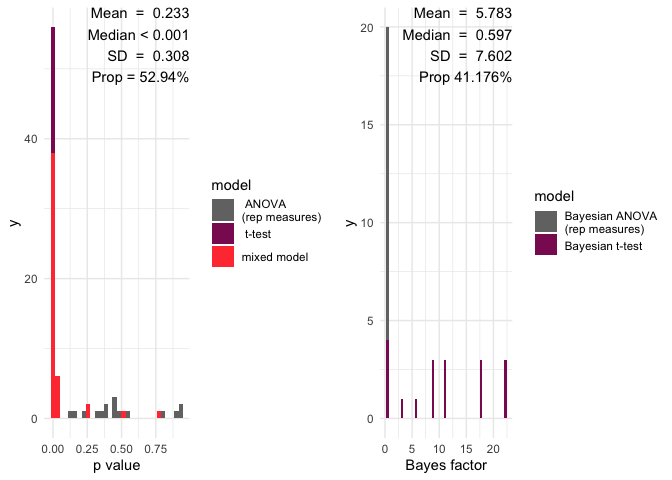 Mean = 0.233
Median < 0.001
SD = 0.308
Prop = 52.94%
y
40
20
0
0.00 0.25 0.50 0.75
p value
model
ANOVA
(rep measures)
t-test
mixed model
Mean = 5.783
Median = 0.597
SD = 7.602
Prop 41.176%
y
20
15
10
5
0
0 5 10 15 20
Bayes factor
model
Bayesian ANOVA
(rep measures)
Bayesian t-test